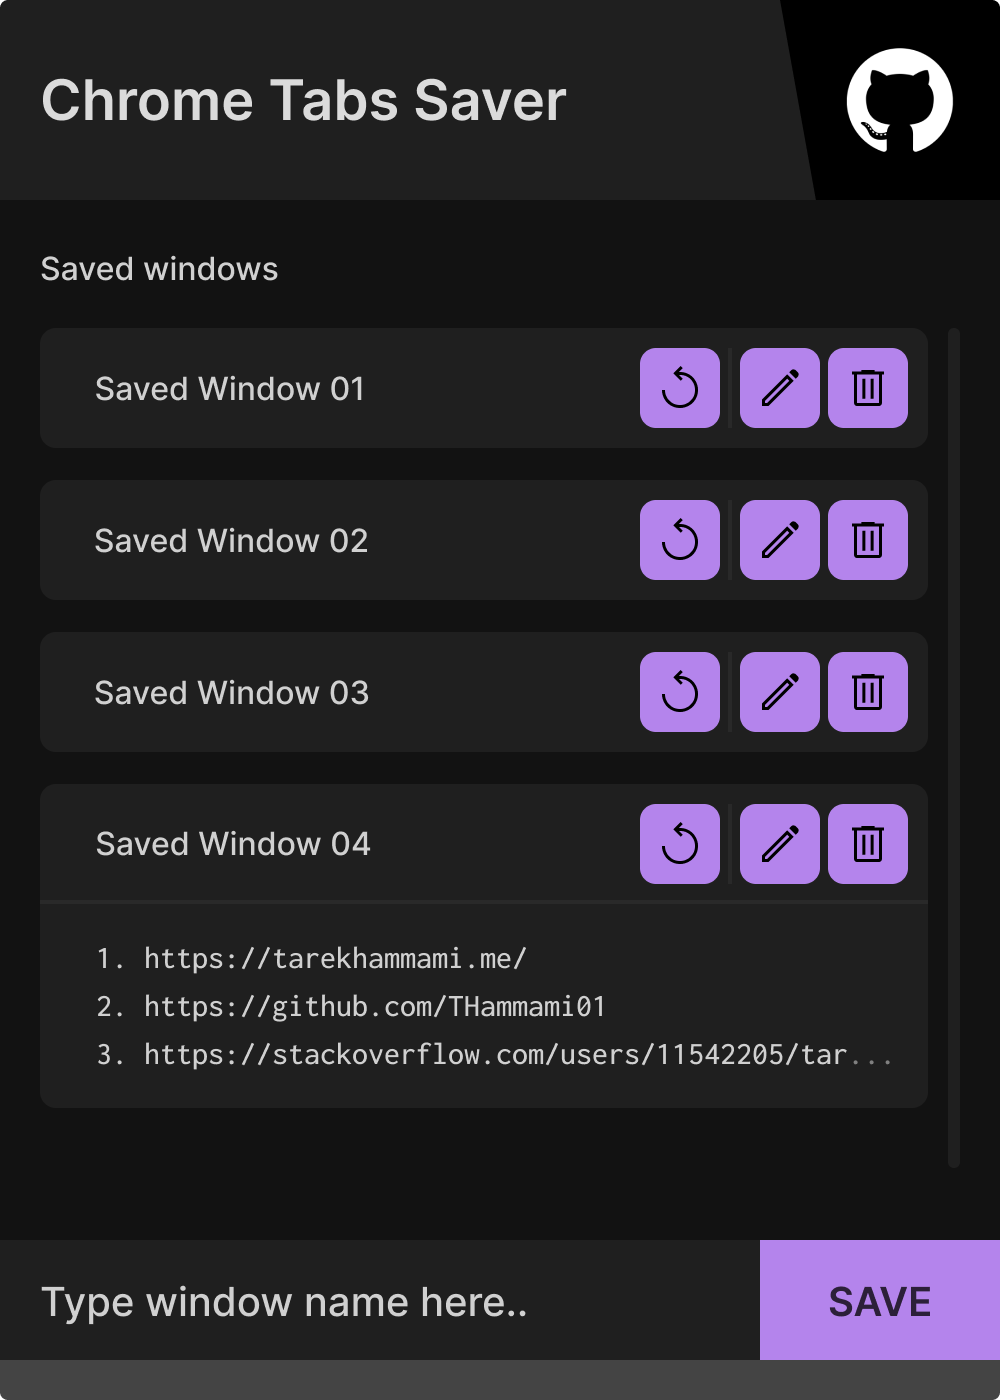 Chrome Tabs Saver
Saved windows
Saved Window 01
Saved Window 02
Saved Window 03
Saved Window 04
1. https://tarekhammami.me/
2. https://github.com/THammami01
3. https://stackoverflow.com/users/11542205/tar...
Type window name here..
SAVE